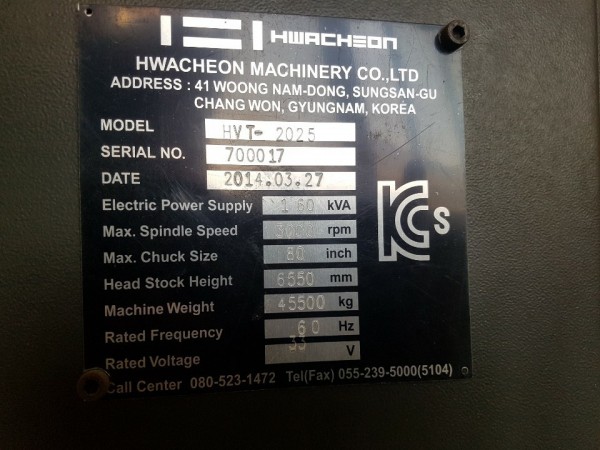 HWACHEON
HWACHEON MACHINERY CO.,LTD
ADDRESS : 41 WOONG NAM-DONG, SUNGSAN-GU
CHANG WON, GYUNGNAM, KOREA
MODEL HVT- 2025
SERIAL NO. 700017
DATE 2014.03.27
Electric Power Supply 160 kVA
Max. Spindle Speed rpm
Max. Chuck Size 80 inch
Head Stock Height 6550 mm
Machine Weight 45500 kg
Rated Frequency 60 Hz
Rated Voltage V
Call Center 080-523-1472 Tel(Fax) 055-239-5000(5104)
KCs